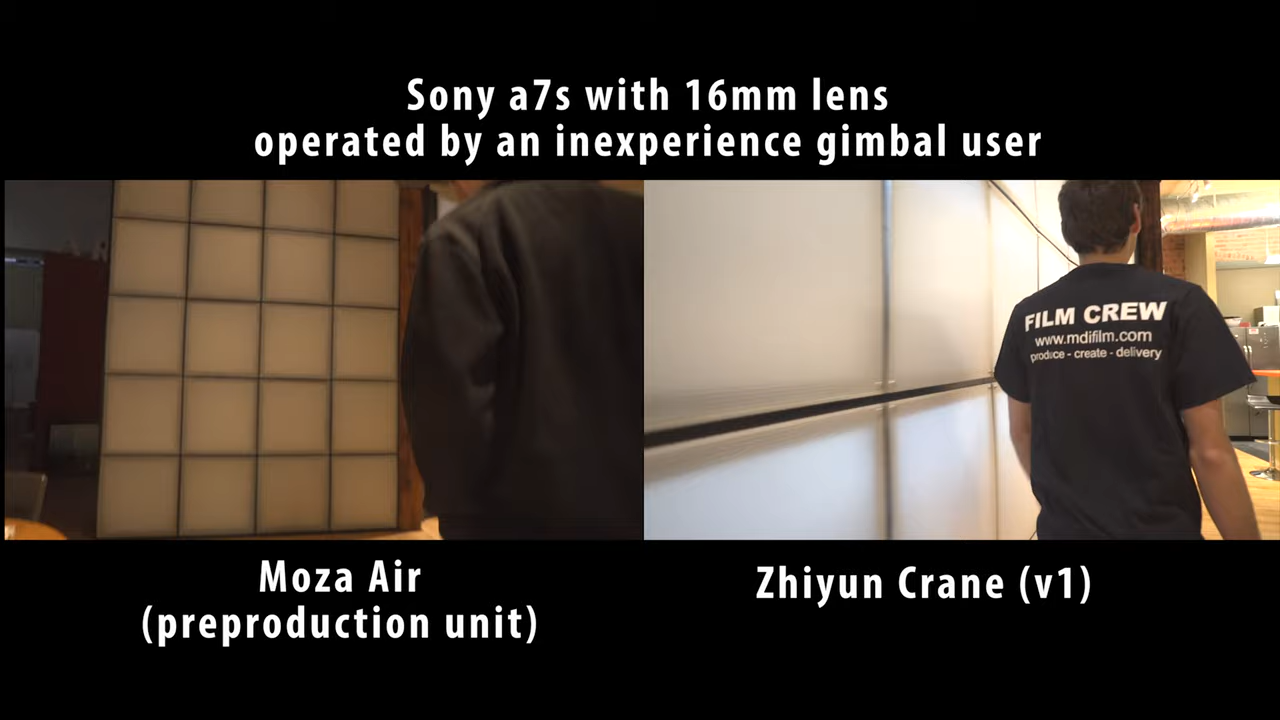 Sony a7s with 16mm lens
operated by an inexperience gimbal user
FILM CREW
www.mdifilm.com
produce - create - delivery
Moza Air
(preproduction unit)
Zhiyun Crane (v1)